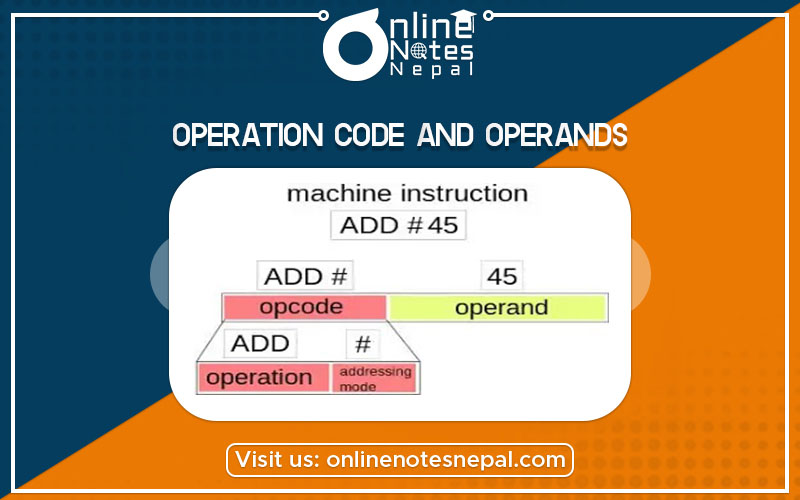 Online
Notes
Nepal
OPERATION CODE AND OPERANDS
machine instruction
ADD # 45
ADD # 45
opcode operand
ADD #
operation addressing
mode
Visit us: onlinenotesnepal.com